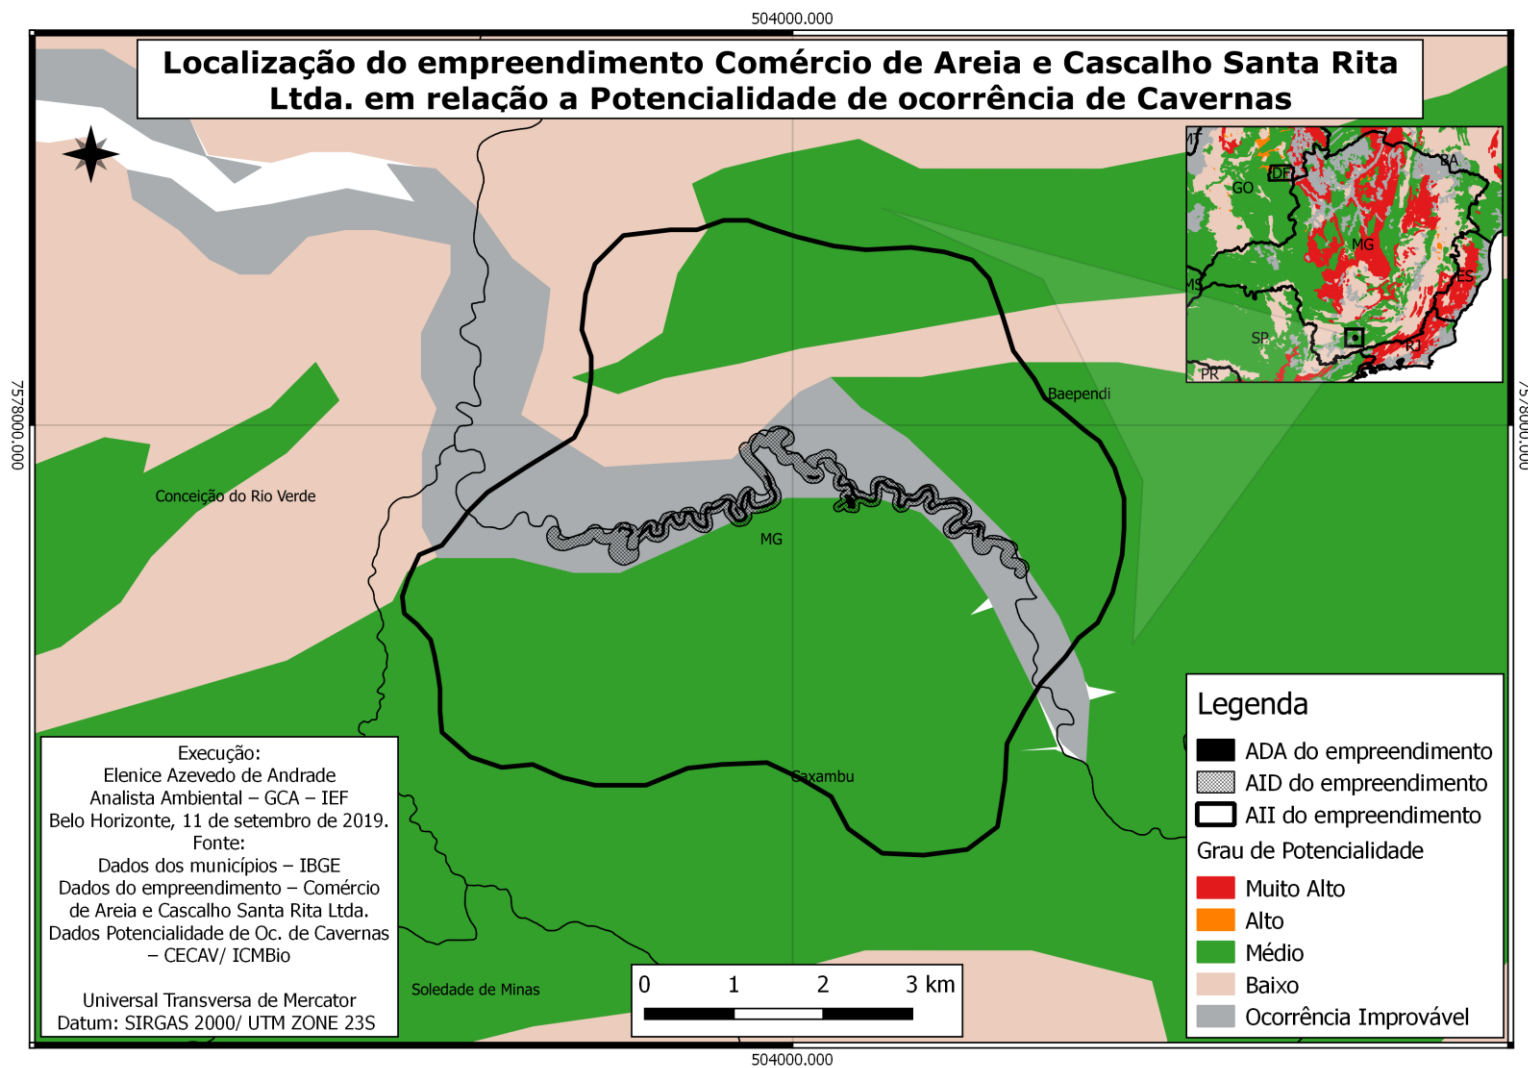 504000.000
Localização do empreendimento Comércio de Areia e Cascalho Santa Rita
Ltda. em relação a Potencialidade de ocorrência de Cavernas
MT
BA
DF
GO
MG
ES
MS
SP
RJ
PR
7578000.000
7578000.000
Baependi
Conceição do Rio Verde
MG
Caxambu
Soledade de Minas
Execução:
Elenice Azevedo de Andrade
Analista Ambiental – GCA – IEF
Belo Horizonte, 11 de setembro de 2019.
Fonte:
Dados dos municípios – IBGE
Dados do empreendimento – Comércio
de Areia e Cascalho Santa Rita Ltda.
Dados Potencialidade de Oc. de Cavernas
– CECAV/ ICMBio
Universal Transversa de Mercator
Datum: SIRGAS 2000/ UTM ZONE 23S
0 1 2 3 km
Legenda
ADA do empreendimento
AID do empreendimento
AII do empreendimento
Grau de Potencialidade
Muito Alto
Alto
Médio
Baixo
Ocorrência Improvável
504000.000